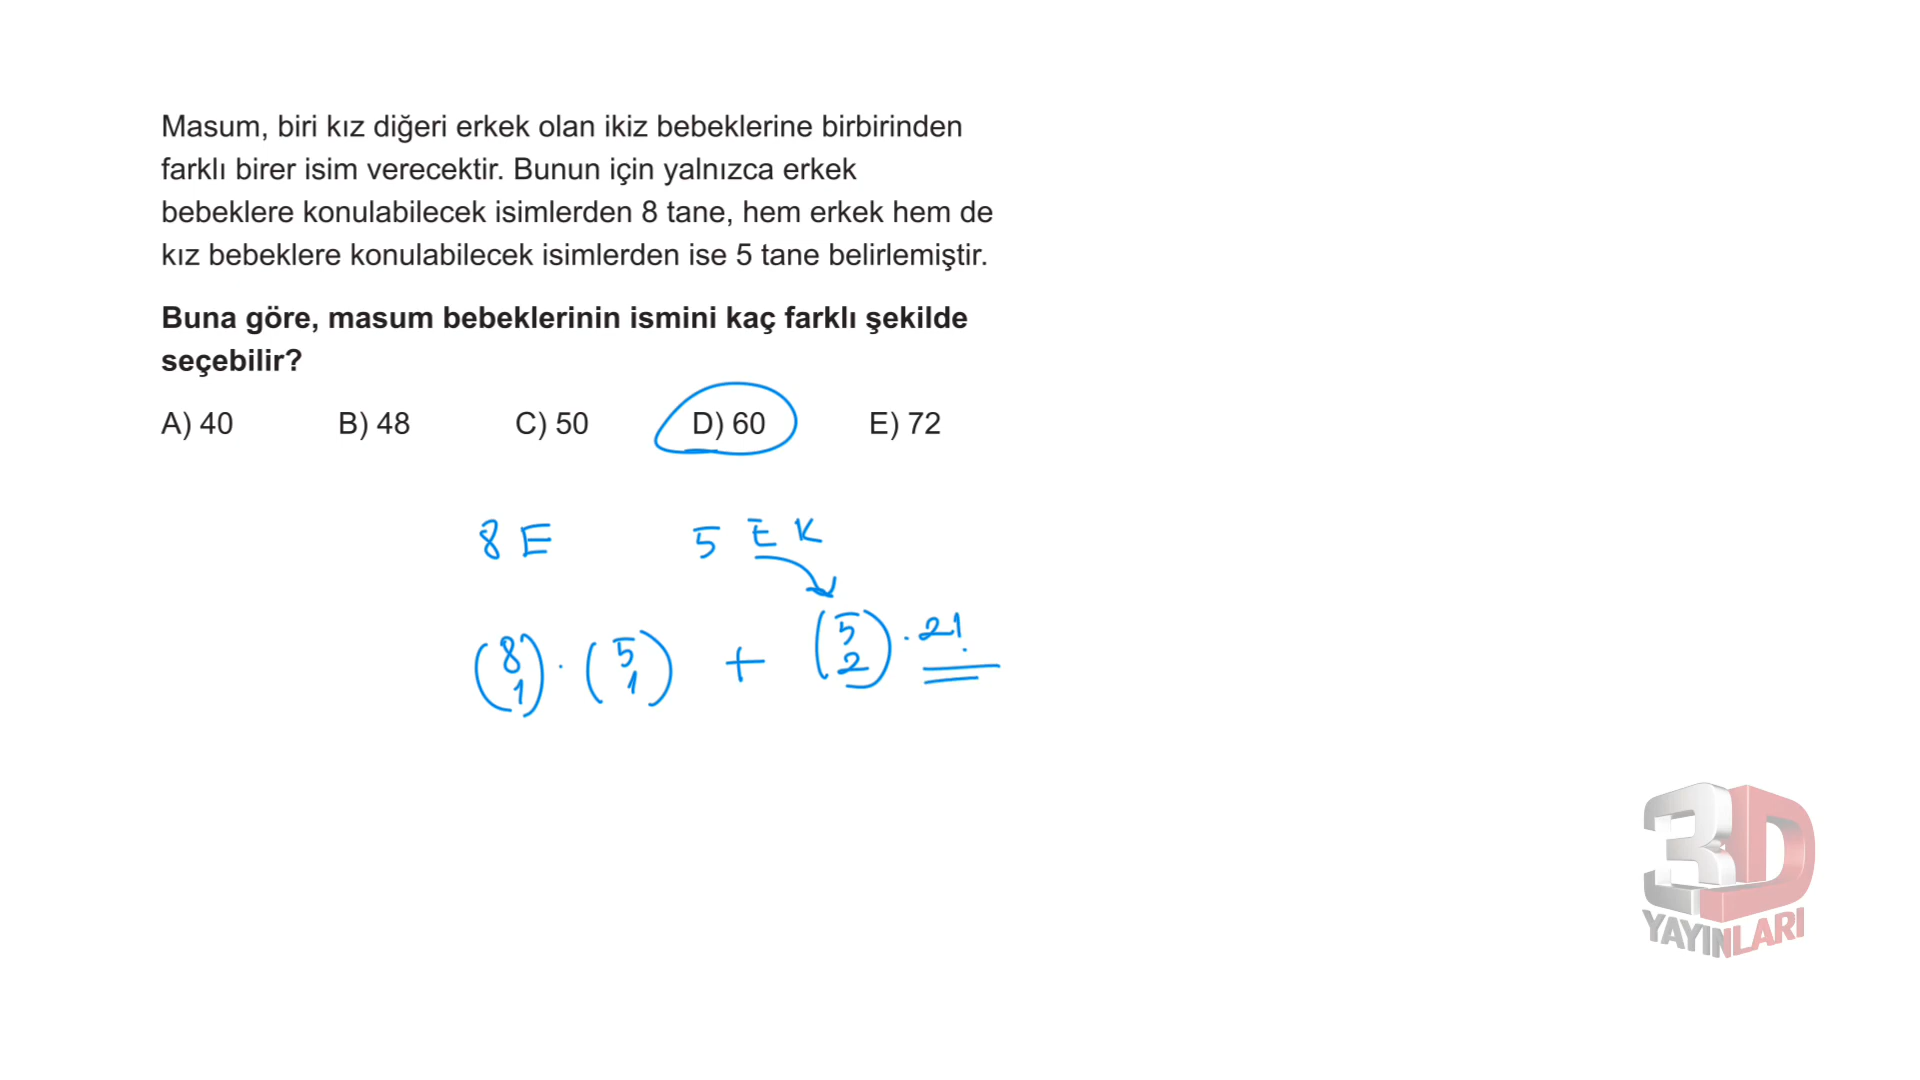 Masum, biri kız diğeri erkek olan ikiz bebeklerine birbirinden
farklı birer isim verecektir. Bunun için yalnızca erkek
bebeklere konulabilecek isimlerden 8 tane, hem erkek hem de
kız bebeklere konulabilecek isimlerden ise 5 tane belirlemiştir.
Buna göre, masum bebeklerinin ismini kaç farklı şekilde
seçebilir?
A) 40 B) 48 C) 50 D) 60 E) 72
8 E 5 E K
(8 1) · (5 1) + (5 2) · 2!
3D
YAYINLARI